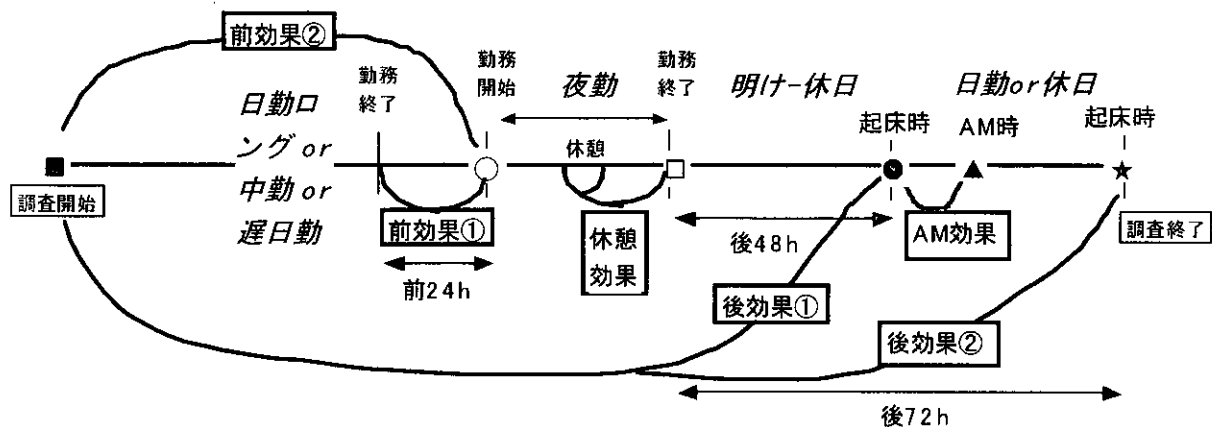 前効果②
勤務
終了
勤務
開始
夜勤
勤務
終了
明け-休日
日勤or休日
日勤ロ
ング or
中勤 or
遅日勤
休憩
起床時
AM時
起床時
調査開始
前効果①
前24h
休憩
効果
後48h
AM効果
調査終了
後効果①
後効果②
後72h